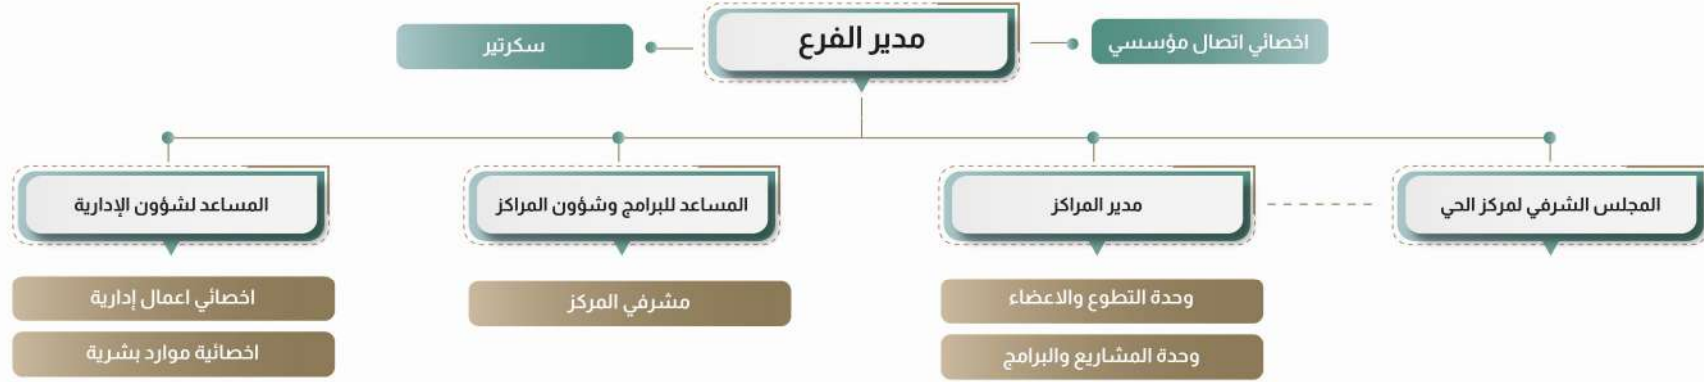 مدير الفرع
اخصائي اتصال مؤسسي
سكرتير
المجلس الشرفي لمركز الحي
مدير المراكز
المساعد للبرامج وشؤون المراكز
المساعد لشؤون الإدارية
وحدة التطوع والاعضاء
وحدة المشاريع والبرامج
مشرفي المركز
اخصائي اعمال إدارية
اخصائية موارد بشرية